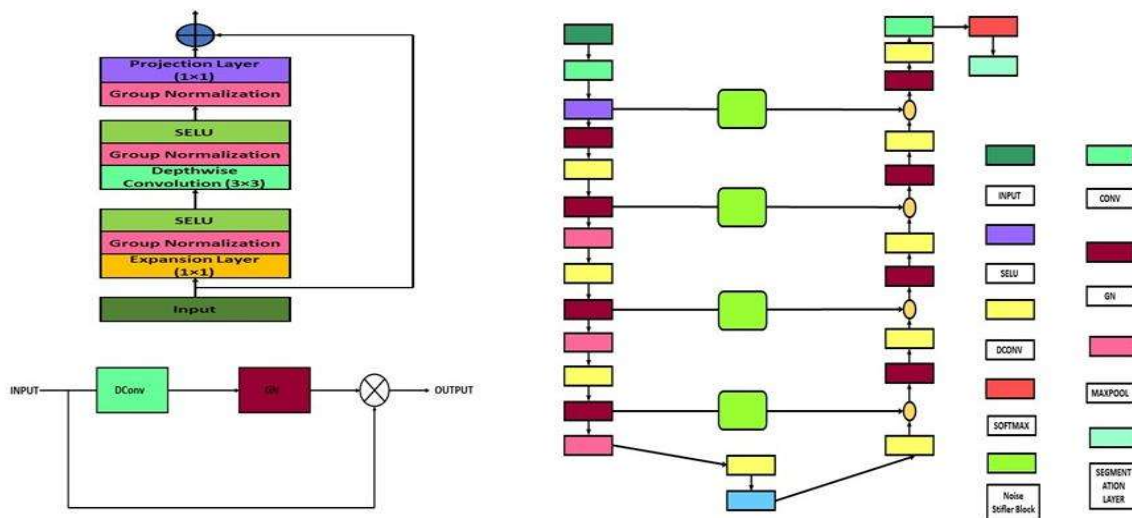 Projection Layer
(1×1)
Group Normalization
SELU
Group Normalization
Depthwise
Convolution (3×3)
SELU
Group Normalization
Expansion Layer
(1×1)
Input
INPUT
DConv
GN
OUTPUT
INPUT
CONV
SELU
GN
DCONV
MAXPOOL
SOFTMAX
Noise
Stifler Block
SEGMENT
ATION
LAYER